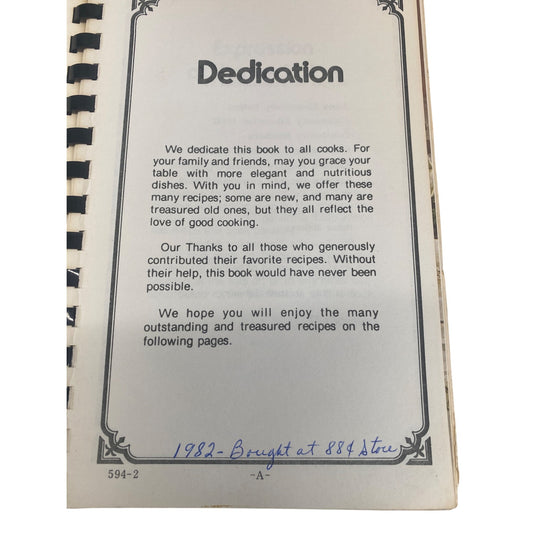 Dedication
We dedicate this book to all cooks. For
your family and friends, may you grace your
table with more elegant and nutritious
dishes. With you in mind, we offer these
many recipes; some are new, and many are
treasured old ones, but they all reflect the
love of good cooking.
Our Thanks to all those who generously
contributed their favorite recipes. Without
their help, this book would have never been
possible.
We hope you will enjoy the many
outstanding and treasured recipes on the
following pages.
1982 - Bought at 88¢ Store
594-2
-A-